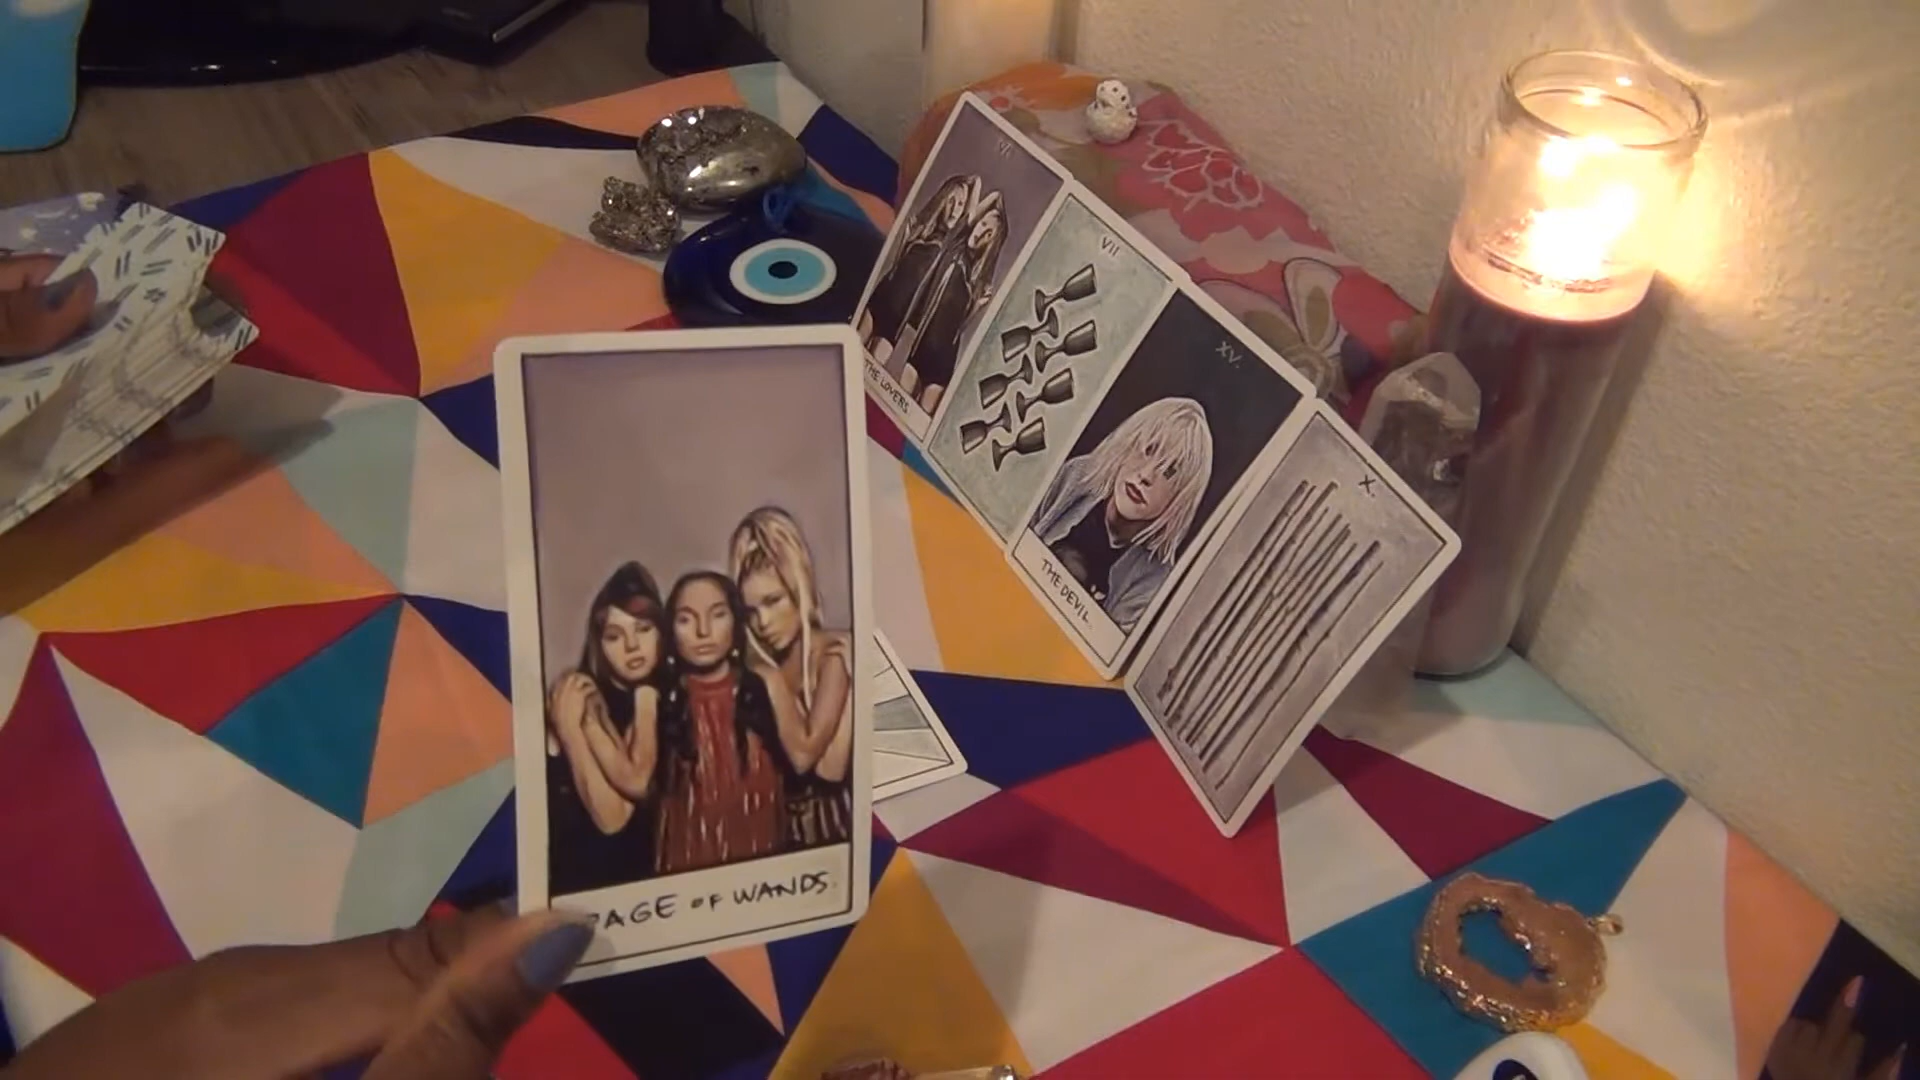 VI.
THE LOVERS
VII
XV.
THE DEVIL.
X.
PAGE OF WANDS.